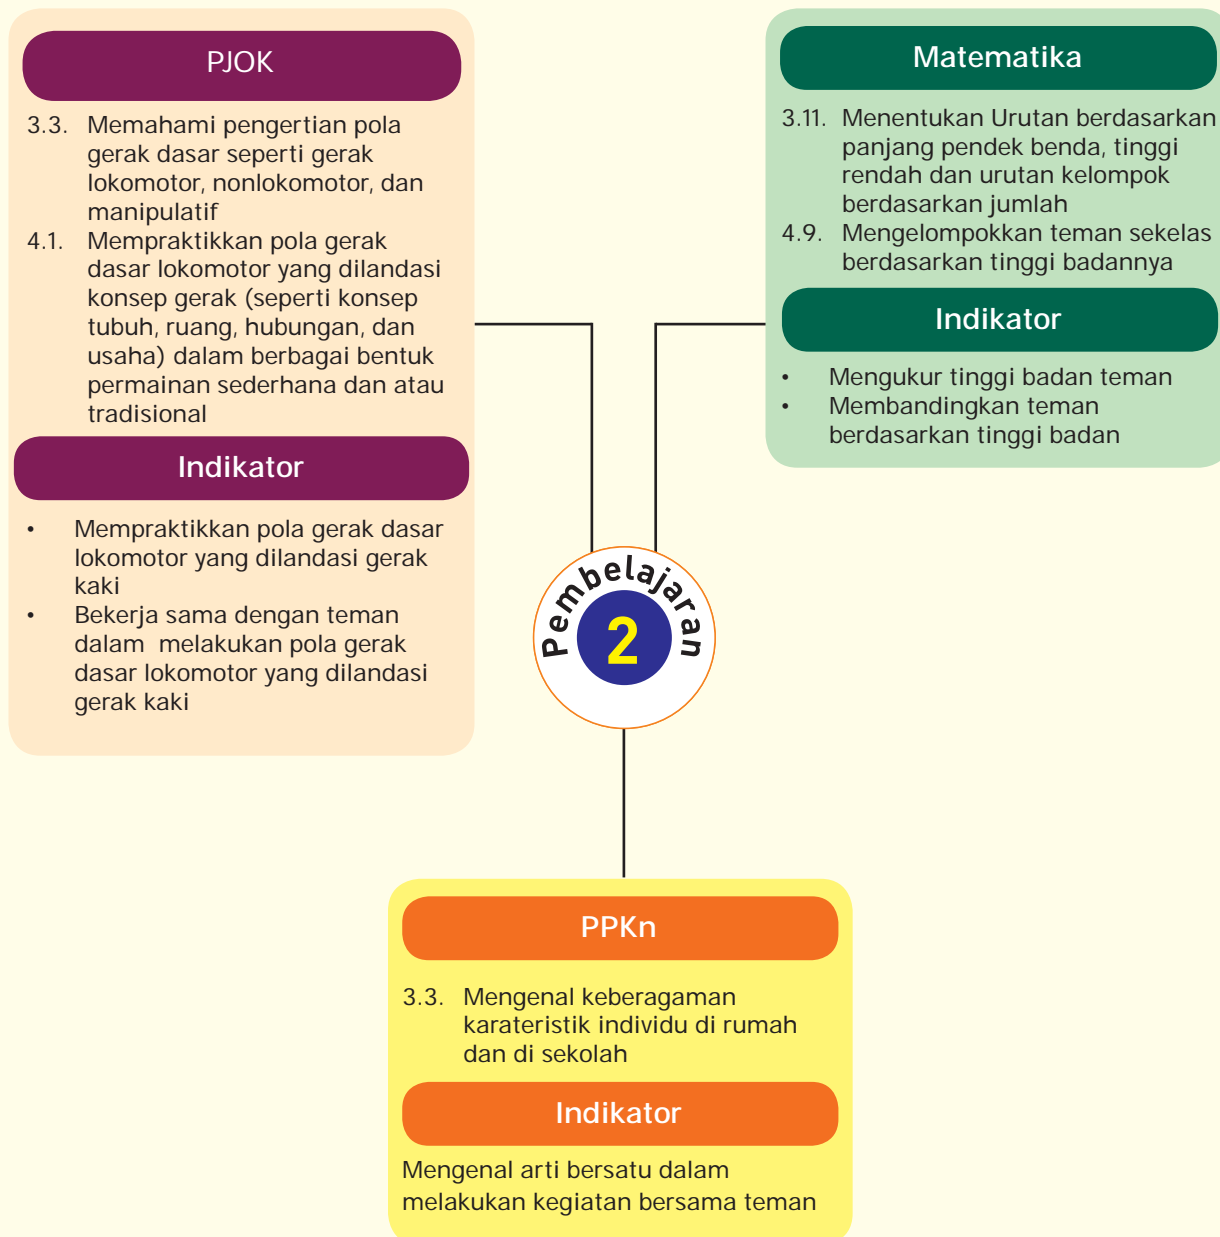 PJOK
3.3. Memahami pengertian pola
gerak dasar seperti gerak
lokomotor, nonlokomotor, dan
manipulatif
4.1. Mempraktikkan pola gerak
dasar lokomotor yang dilandasi
konsep gerak (seperti konsep
tubuh, ruang, hubungan, dan
usaha) dalam berbagai bentuk
permainan sederhana dan atau
tradisional
Indikator
• Mempraktikkan pola gerak dasar
lokomotor yang dilandasi gerak
kaki
• Bekerja sama dengan teman
dalam melakukan pola gerak
dasar lokomotor yang dilandasi
gerak kaki
Matematika
3.11. Menentukan Urutan berdasarkan
panjang pendek benda, tinggi
rendah dan urutan kelompok
berdasarkan jumlah
4.9. Mengelompokkan teman sekelas
berdasarkan tinggi badannya
Indikator
• Mengukur tinggi badan teman
• Membandingkan teman
berdasarkan tinggi badan
Pembelajaran
2
PPKn
3.3. Mengenal keberagaman
karateristik individu di rumah
dan di sekolah
Indikator
Mengenal arti bersatu dalam
melakukan kegiatan bersama teman